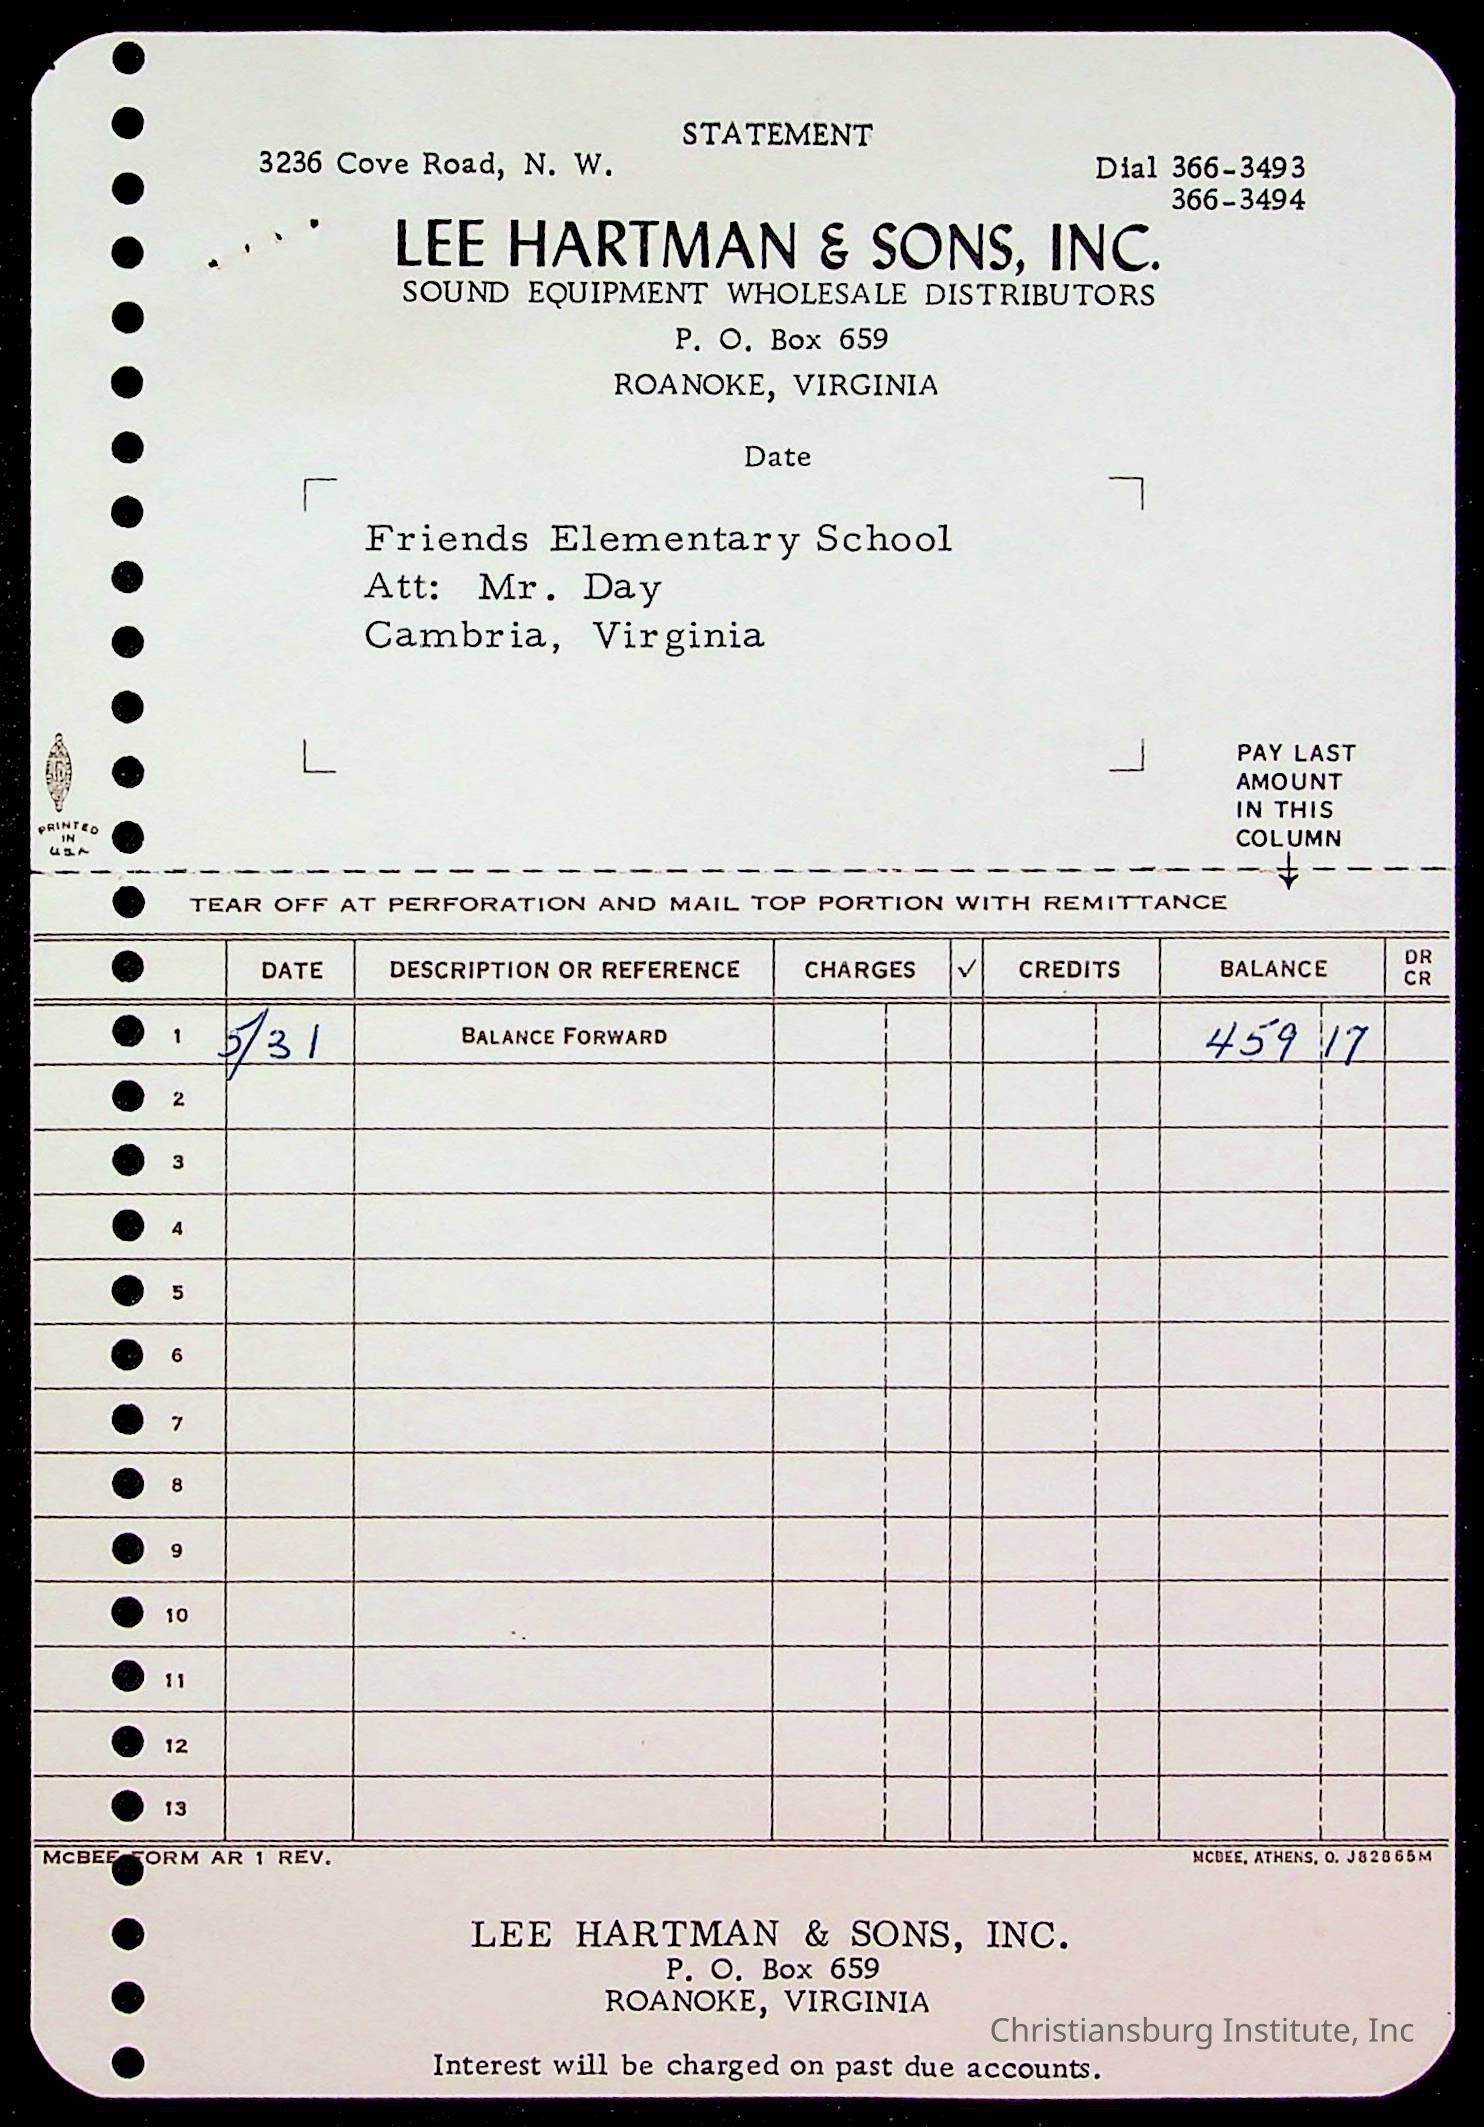 STATEMENT
3236 Cove Road, N. W.
Dial 366-3493
366-3494
LEE HARTMAN & SONS, INC.
SOUND EQUIPMENT WHOLESALE DISTRIBUTORS
P. O. Box 659
ROANOKE, VIRGINIA
Date
Friends Elementary School
Att: Mr. Day
Cambria, Virginia
PRINTED
IN
U.S.A
PAY LAST
AMOUNT
IN THIS
COLUMN
TEAR OFF AT PERFORATION AND MAIL TOP PORTION WITH REMITTANCE
DATE DESCRIPTION OR REFERENCE CHARGES ✓ CREDITS BALANCE DR CR
1 5/31 BALANCE FORWARD 459 17
2
3
4
5
6
7
8
9
10
11
12
13
MCBEE FORM AR 1 REV. MCBEE, ATHENS, O. J82865M
LEE HARTMAN & SONS, INC.
P. O. Box 659
ROANOKE, VIRGINIA
Christiansburg Institute, Inc
Interest will be charged on past due accounts.